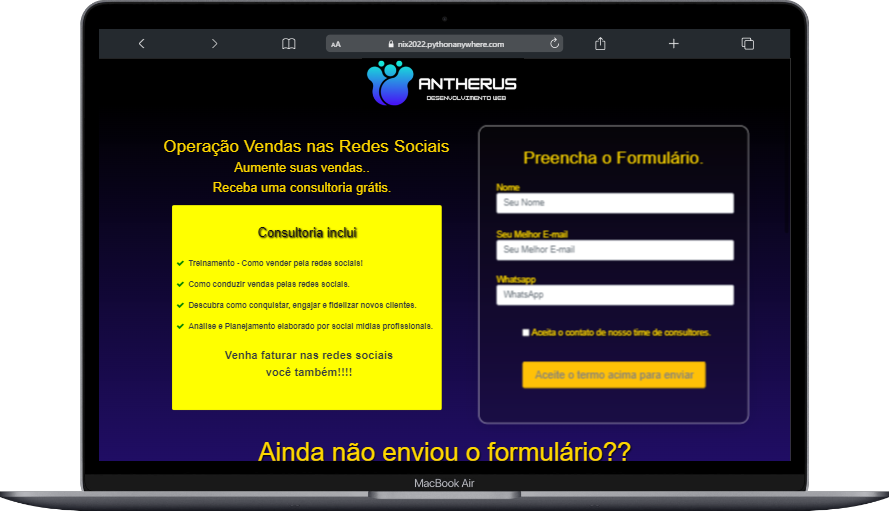 AA
nix2022.pythonanywhere.com
ANTHERUS
DESENVOLVIMENTO WEB
Operação Vendas nas Redes Sociais
Aumente suas vendas..
Receba uma consultoria grátis.
Consultoria inclui
Treinamento - Como vender pela redes sociais!
Como conduzir vendas pelas redes sociais.
Descubra como conquistar, engajar e fidelizar novos clientes.
Análise e Planejamento elaborado por social midias profissionais.
Venha faturar nas redes sociais
você também!!!!
Preencha o Formulário.
Nome
Seu Nome
Seu Melhor E-mail
Seu Melhor E-mail
Whatsapp
WhatsApp
Aceita o contato de nosso time de consultores.
Aceite o termo acima para enviar
Ainda não enviou o formulário??
MacBook Air